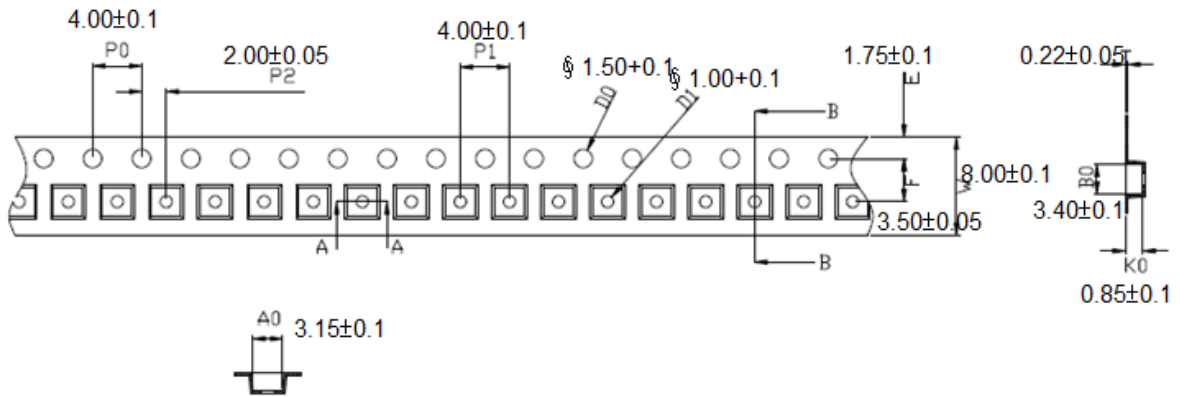 4.00±0.1
P0
2.00±0.05
P2
4.00±0.1
P1
§ 1.50+0.1
D0
§ 1.00+0.1
D1
1.75±0.1
E
0.22±0.05
T
B
F
W
8.00±0.1
3.50±0.05
B0
3.40±0.1
A
A
B
K0
0.85±0.1
A0
3.15±0.1